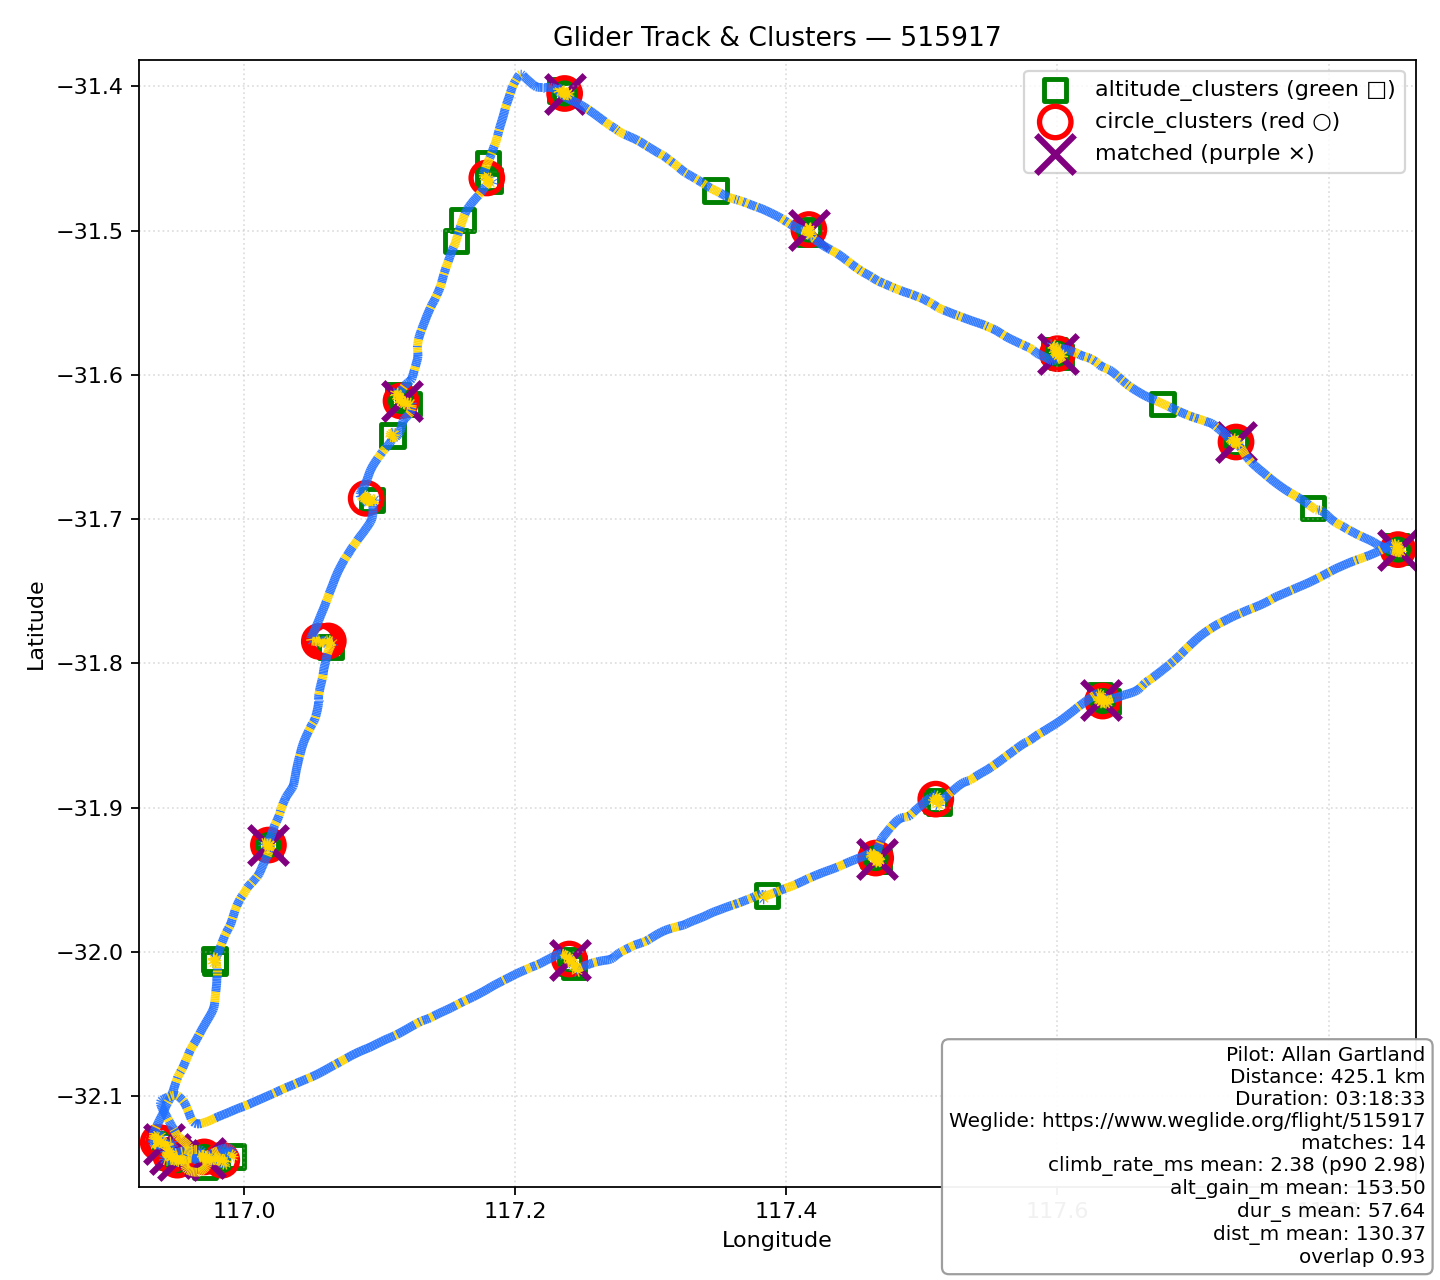 Glider Track & Clusters — 515917
altitude_clusters (green □)
circle_clusters (red ○)
matched (purple ×)
Latitude
−31.4
−31.5
−31.6
−31.7
−31.8
−31.9
−32.0
−32.1
117.0
117.2
117.4
117.6
Longitude
Pilot: Allan Gartland
Distance: 425.1 km
Duration: 03:18:33
Weglide: https://www.weglide.org/flight/515917
matches: 14
climb_rate_ms mean: 2.38 (p90 2.98)
alt_gain_m mean: 153.50
dur_s mean: 57.64
dist_m mean: 130.37
overlap 0.93